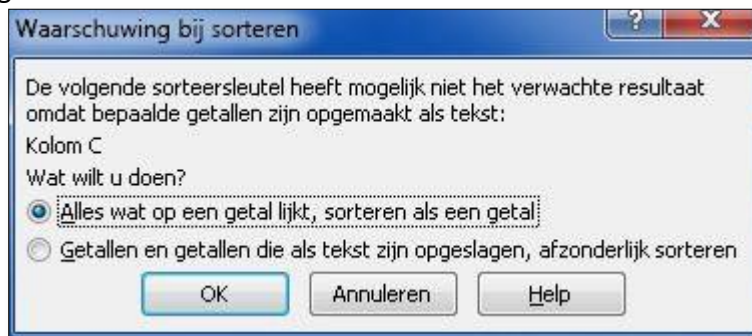 Waarschuwing bij sorteren
De volgende sorteersleutel heeft mogelijk niet het verwachte resultaat
omdat bepaalde getallen zijn opgemaakt als tekst:
Kolom C
Wat wilt u doen?
Alles wat op een getal lijkt, sorteren als een getal
Getallen en getallen die als tekst zijn opgeslagen, afzonderlijk sorteren
OK Annuleren Help